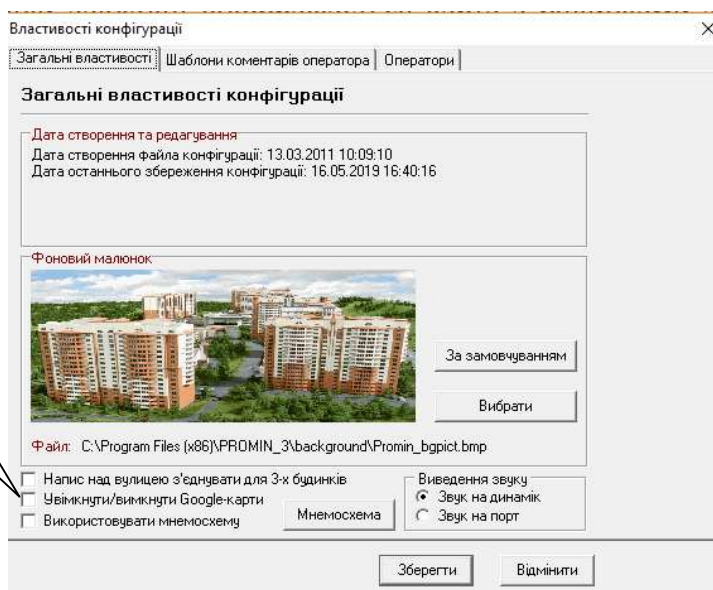 Властивості конфігурації
Загальні властивості Шаблони коментарів оператора Оператори
Загальні властивості конфігурації
Дата створення та редагування
Дата створення файла конфігурації: 13.03.2011 10:09:10
Дата останнього збереження конфігурації: 16.05.2019 16:40:16
Фоновий малюнок
За замовчуванням
Вибрати
Файл: C:\Program Files (x86)\PROMIN_3\background\Promin_bgpict.bmp
Напис над вулицею з'єднувати для 3-х будинків
Увімкнути/вимкнути Google-карти
Використовувати мнемосхему
Мнемосхема
Виведення звуку
Звук на динамік
Звук на порт
Зберегти Відмінити